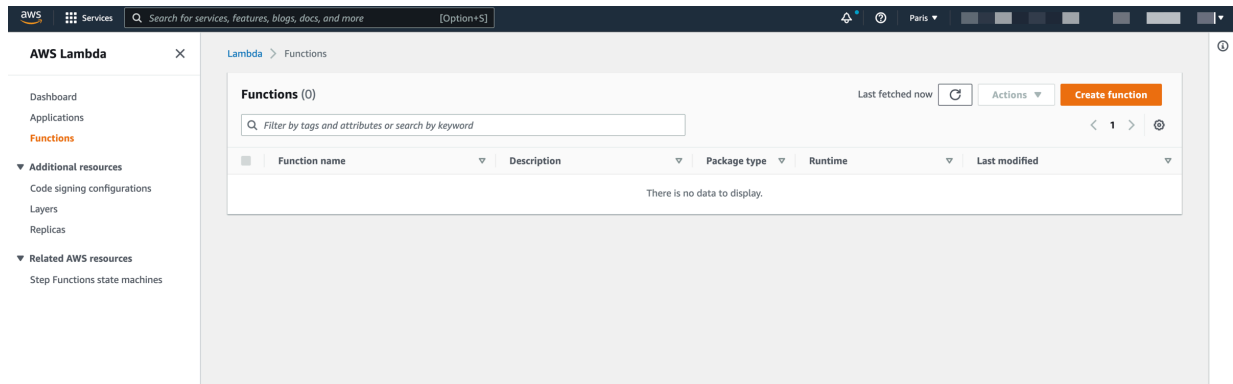 aws Services Search for services, features, blogs, docs, and more [Option+S] Paris
AWS Lambda
Dashboard
Applications
Functions
Additional resources
Code signing configurations
Layers
Replicas
Related AWS resources
Step Functions state machines
Lambda > Functions
Functions (0) Last fetched now Actions Create function
Filter by tags and attributes or search by keyword < 1 >
Function name Description Package type Runtime Last modified
There is no data to display.